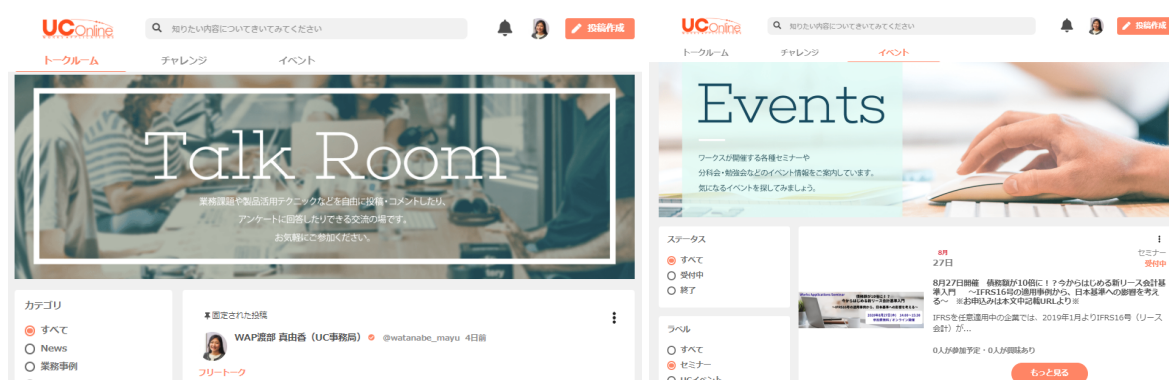 UCOnline
知りたい内容についてきいてみてください
投稿作成
トークルーム
チャレンジ
イベント
Talk Room
業務課題や製品活用テクニックなどを自由に投稿・コメントしたり、
アンケートに回答したりできる交流の場です。
お気軽にご参加ください。
カテゴリ
すべて
News
業務事例
固定された投稿
WAP渡部 真由香（UC事務局） @watanabe_mayu 4日前
フリートーク
UCOnline
知りたい内容についてきいてみてください
投稿作成
トークルーム
チャレンジ
イベント
Events
ワークスが開催する各種セミナーや
分科会・勉強会などのイベント情報をご案内しています。
気になるイベントを探してみましょう。
ステータス
すべて
受付中
終了
ラベル
すべて
セミナー
UCイベント
8月
27日
セミナー
受付中
8月27日開催　債務額が10倍に！？今からはじめる新リース会計基
準入門　～IFRS16号の適用事例から、日本基準への影響を考え
る～　※お申込みは本文中記載URLより※
IFRSを任意適用中の企業では、2019年1月よりIFRS16号（リース
会計）が...
0人が参加予定・0人が興味あり
もっと見る